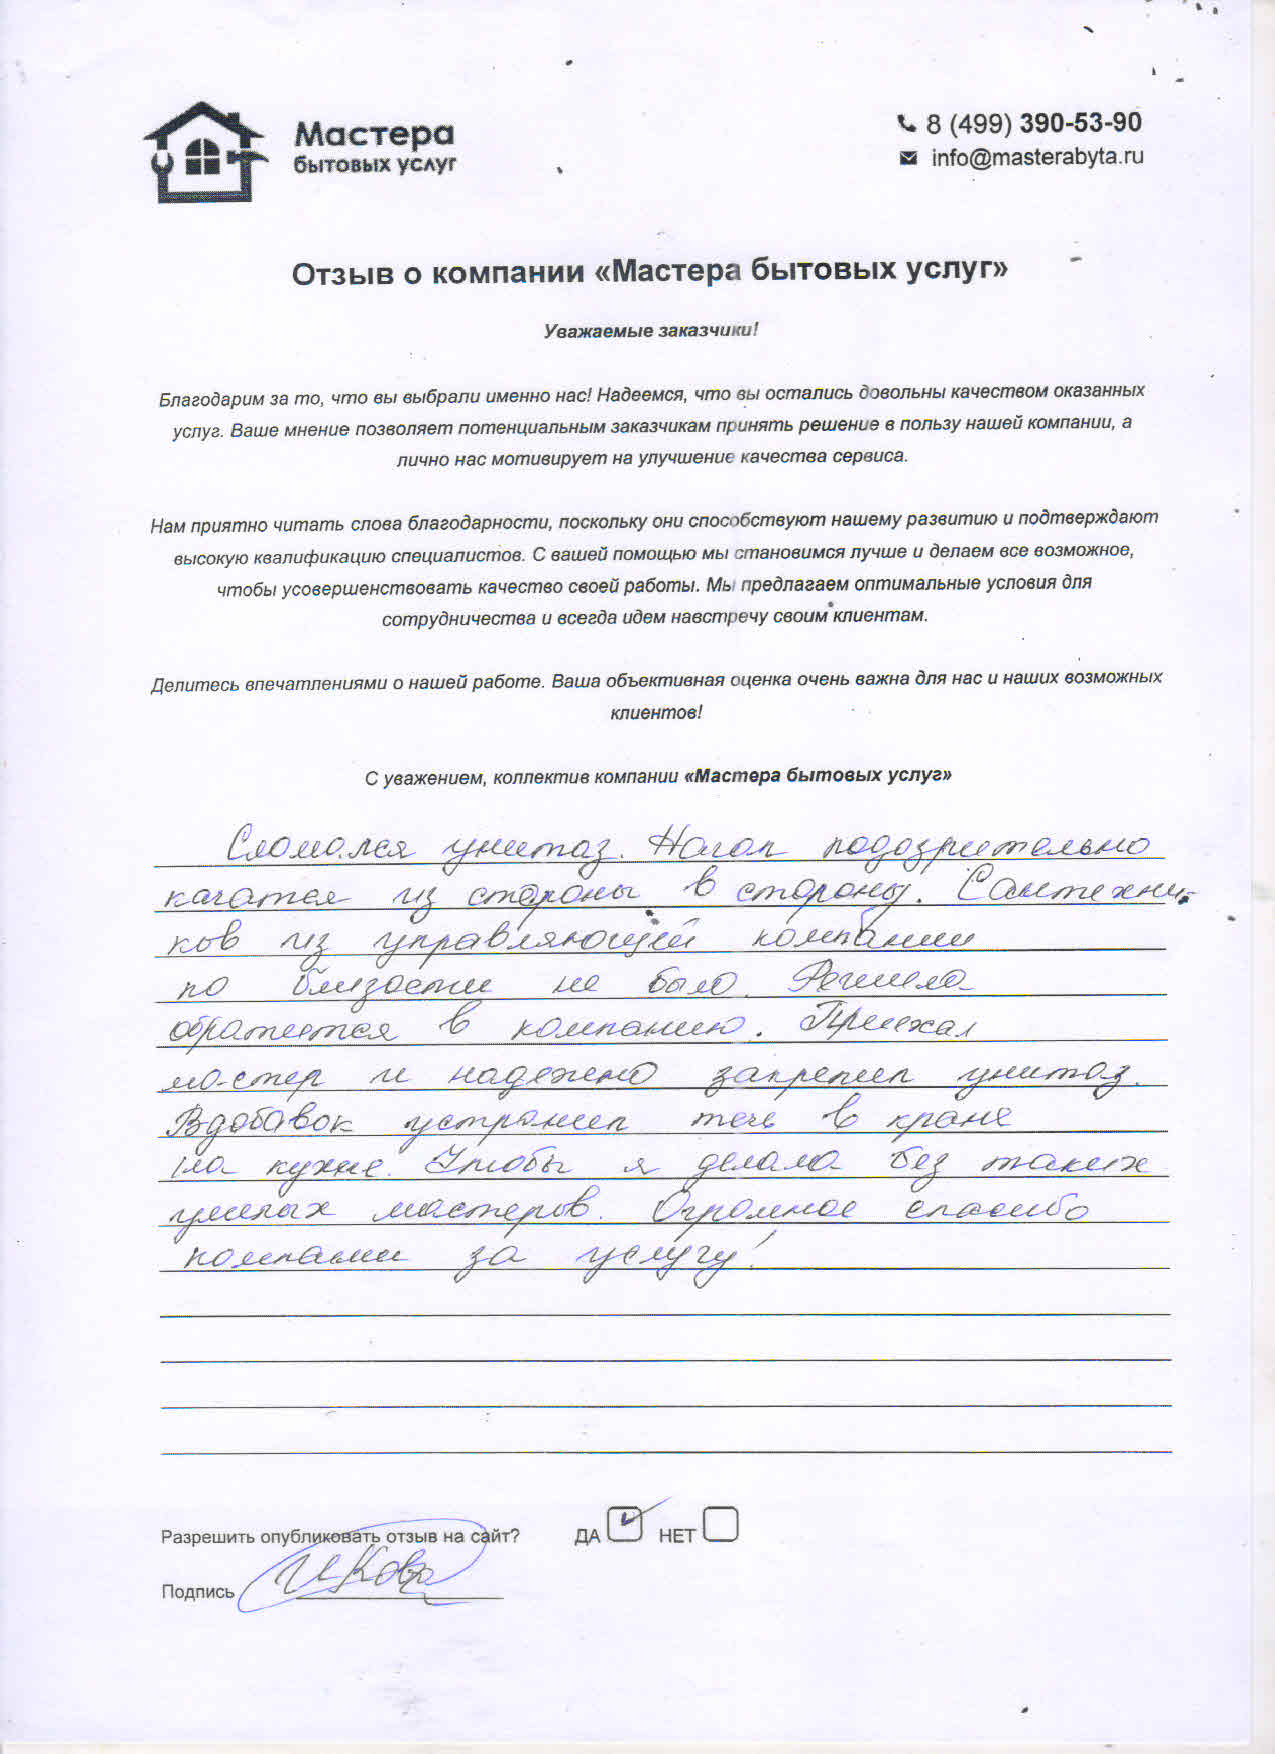 Мастера
бытовых услуг
8 (499) 390-53-90
info@masterabyta.ru
Отзыв о компании «Мастера бытовых услуг»
Уважаемые заказчики!
Благодарим за то, что вы выбрали именно нас! Надеемся, что вы остались довольны качеством оказанных
услуг. Ваше мнение позволяет потенциальным заказчикам принять решение в пользу нашей компании, а
лично нас мотивирует на улучшение качества сервиса.
Нам приятно читать слова благодарности, поскольку они способствуют нашему развитию и подтверждают
высокую квалификацию специалистов. С вашей помощью мы становимся лучше и делаем все возможное,
чтобы усовершенствовать качество своей работы. Мы предлагаем оптимальные условия для
сотрудничества и всегда идем навстречу своим клиентам.
Делитесь впечатлениями о нашей работе. Ваша объективная оценка очень важна для нас и наших возможных
клиентов!
С уважением, коллектив компании «Мастера бытовых услуг»
Сломался унитаз. Начал подозрительно
качатся из стороны в сторону. Сантехни-
ков из управляющей компании
по близости не было. Решила
обратится в компанию. Приехал
мастер и надежно закрепил унитаз.
Вдобавок устранил течь в кране
на кухне. Чтобы я делала без таких
умелых мастеров. Огромное спасибо
компании за услугу!
Разрешить опубликовать отзыв на сайт? ДА НЕТ
Подпись